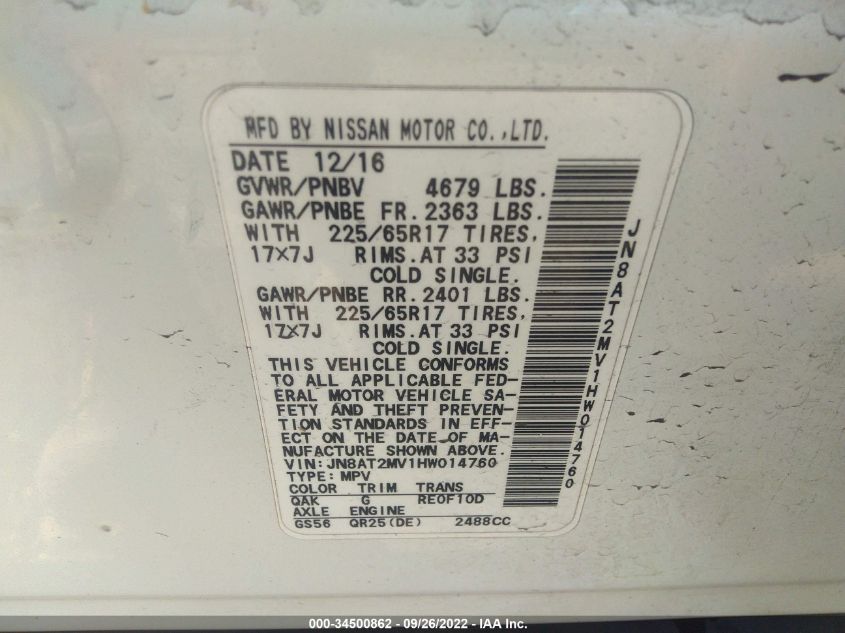 MFD BY NISSAN MOTOR CO.,LTD.
DATE 12/16
GVWR/PNBV 4679 LBS.
GAWR/PNBE FR. 2363 LBS.
WITH 225/65R17 TIRES,
17×7J RIMS.AT 33 PSI
COLD SINGLE.
GAWR/PNBE RR. 2401 LBS.
WITH 225/65R17 TIRES,
17×7J RIMS.AT 33 PSI
COLD SINGLE.
THIS VEHICLE CONFORMS
TO ALL APPLICABLE FED-
ERAL MOTOR VEHICLE SA-
FETY AND THEFT PREVEN-
TION STANDARDS IN EFF-
ECT ON THE DATE OF MA-
NUFACTURE SHOWN ABOVE.
VIN:JN8AT2MV1HW014760
TYPE:MPV
COLOR TRIM TRANS
QAK G RE0F10D
AXLE ENGINE
GS56 QR25(DE) 2488CC
JN8AT2MV1HW014760
000-34500862 - 09/26/2022 - IAA Inc.